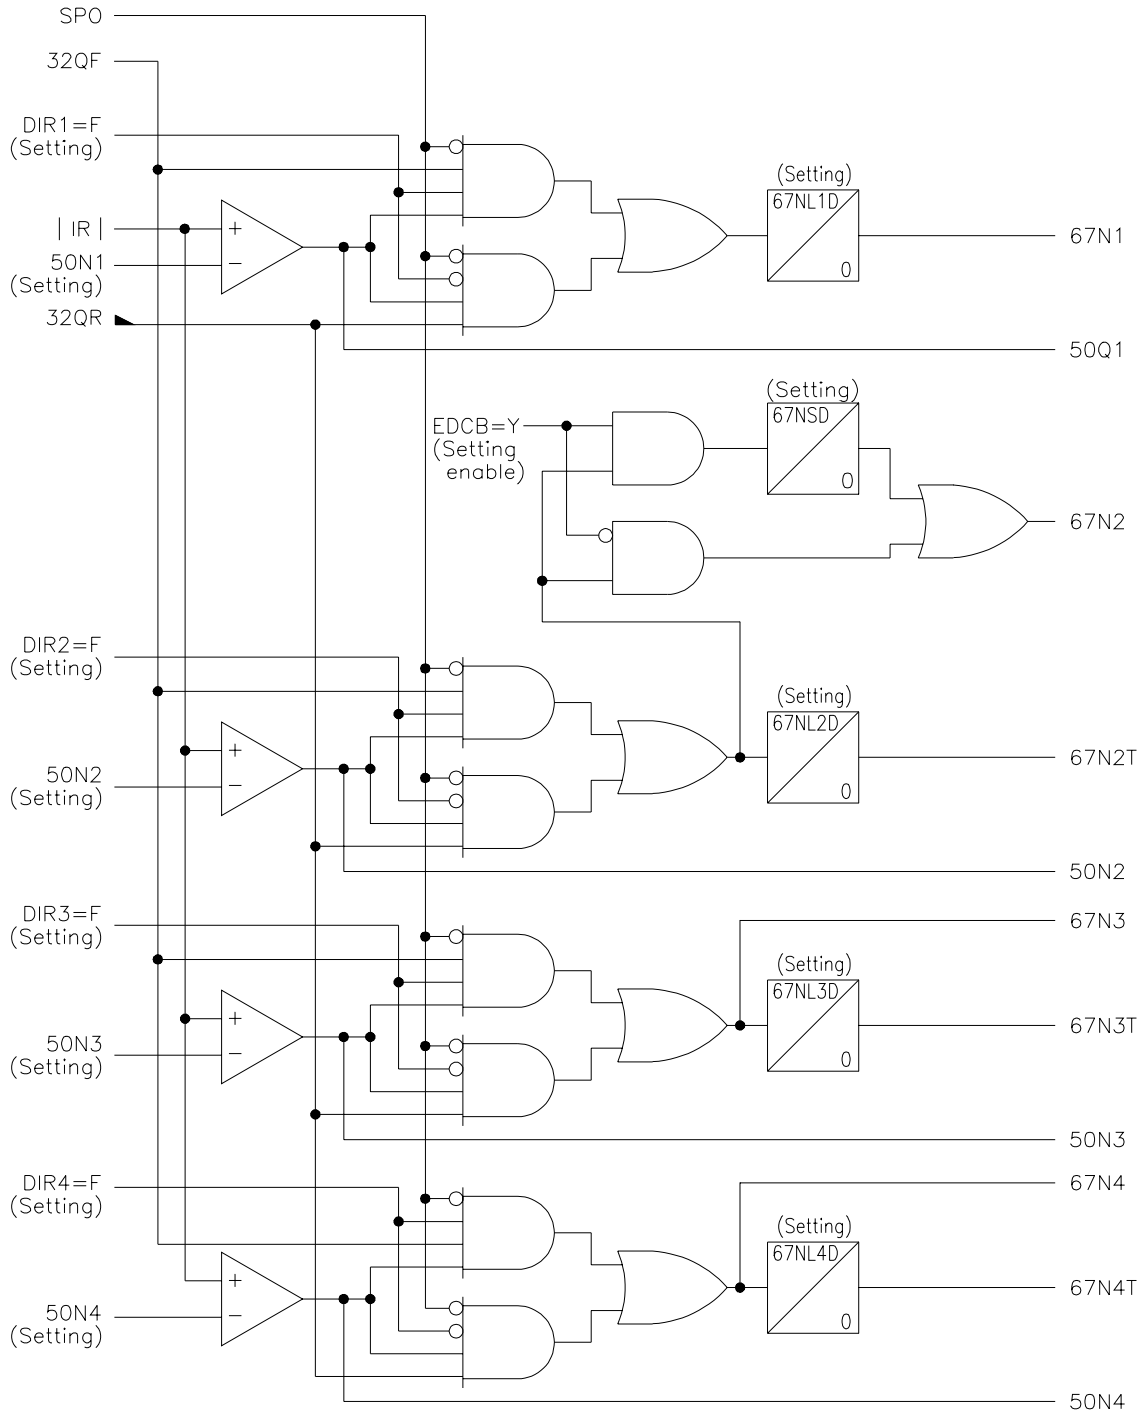 SPO
32QF
DIR1=F
(Setting)
| IR |
50N1
(Setting)
32QR
+
−
(Setting)
67NL1D
0
67N1
50Q1
EDCB=Y
(Setting
enable)
(Setting)
67NSD
0
67N2
DIR2=F
(Setting)
50N2
(Setting)
+
−
(Setting)
67NL2D
0
67N2T
50N2
DIR3=F
(Setting)
50N3
(Setting)
+
−
67N3
(Setting)
67NL3D
0
67N3T
50N3
DIR4=F
(Setting)
50N4
(Setting)
+
−
67N4
(Setting)
67NL4D
0
67N4T
50N4